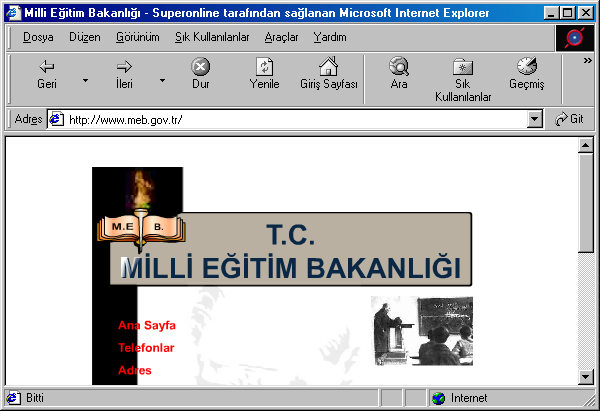 Milli Eğitim Bakanlığı - Superonline tarafından sağlanan Microsoft Internet Explorer
Dosya Düzen Görünüm Sık Kullanılanlar Araçlar Yardım
Geri İleri Dur Yenile Giriş Sayfası Ara Sık Kullanılanlar Geçmiş »
Adres http://www.meb.gov.tr/ Git
M.E B.
T.C.
MİLLİ EĞİTİM BAKANLIĞI
Ana Sayfa
Telefonlar
Adres
Bitti Internet